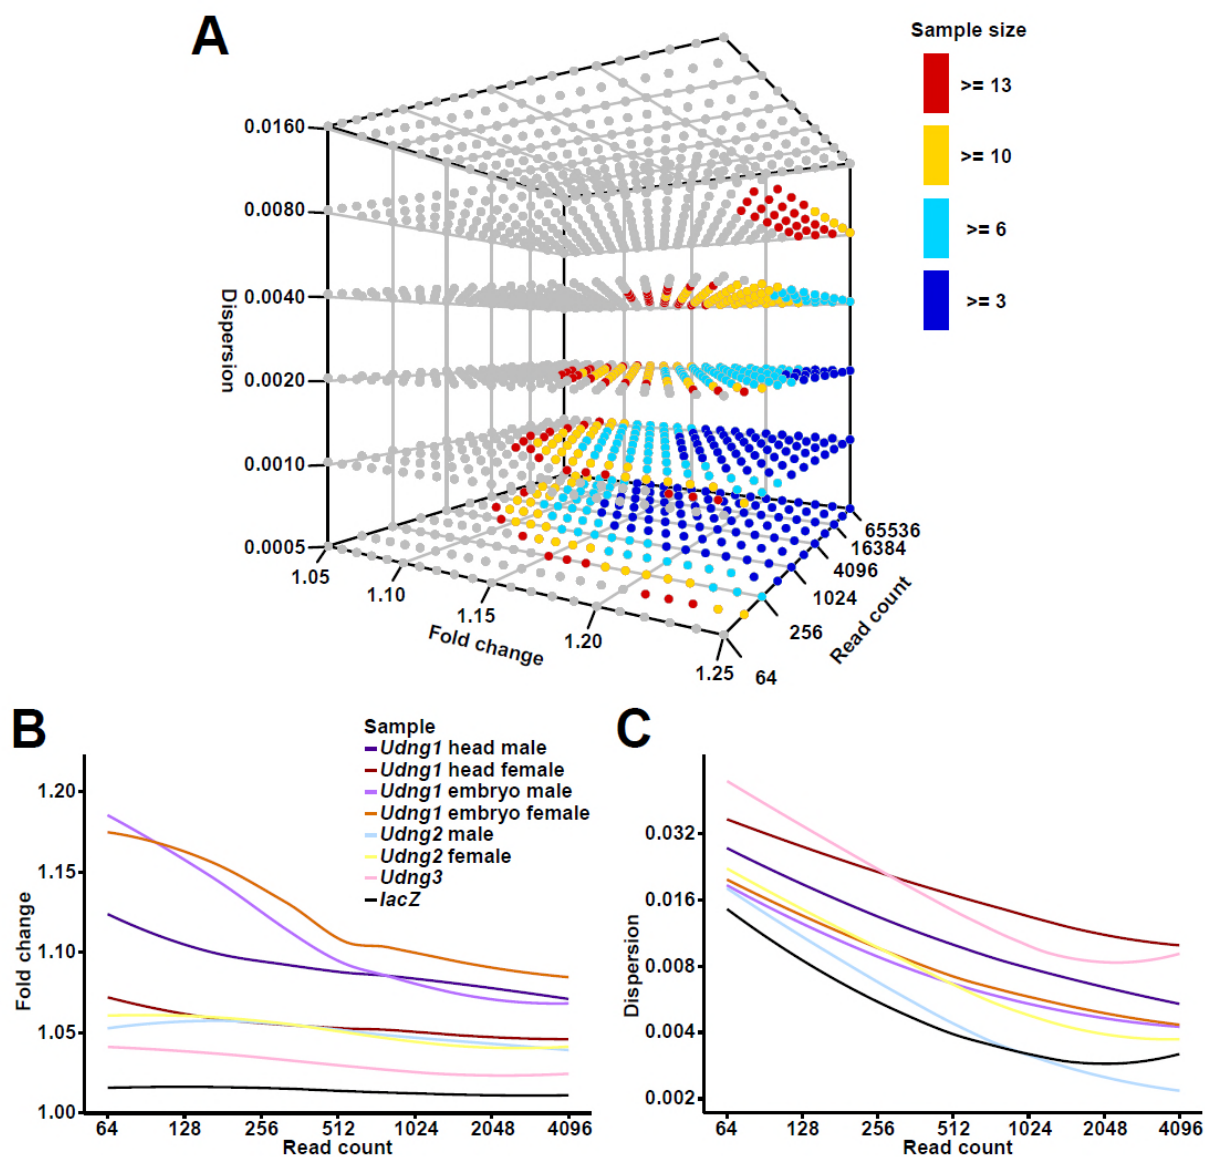 A
Sample size
>= 13
>= 10
>= 6
>= 3
0.0160
0.0080
0.0040
0.0020
0.0010
0.0005
Dispersion
1.05
1.10
1.15
1.20
1.25
Fold change
64
256
1024
4096
16384
65536
Read count
B
Sample
Udng1 head male
Udng1 head female
Udng1 embryo male
Udng1 embryo female
Udng2 male
Udng2 female
Udng3
lacZ
1.20
1.15
1.10
1.05
1.00
Fold change
64 128 256 512 1024 2048 4096
Read count
C
0.032
0.016
0.008
0.004
0.002
Dispersion
64 128 256 512 1024 2048 4096
Read count